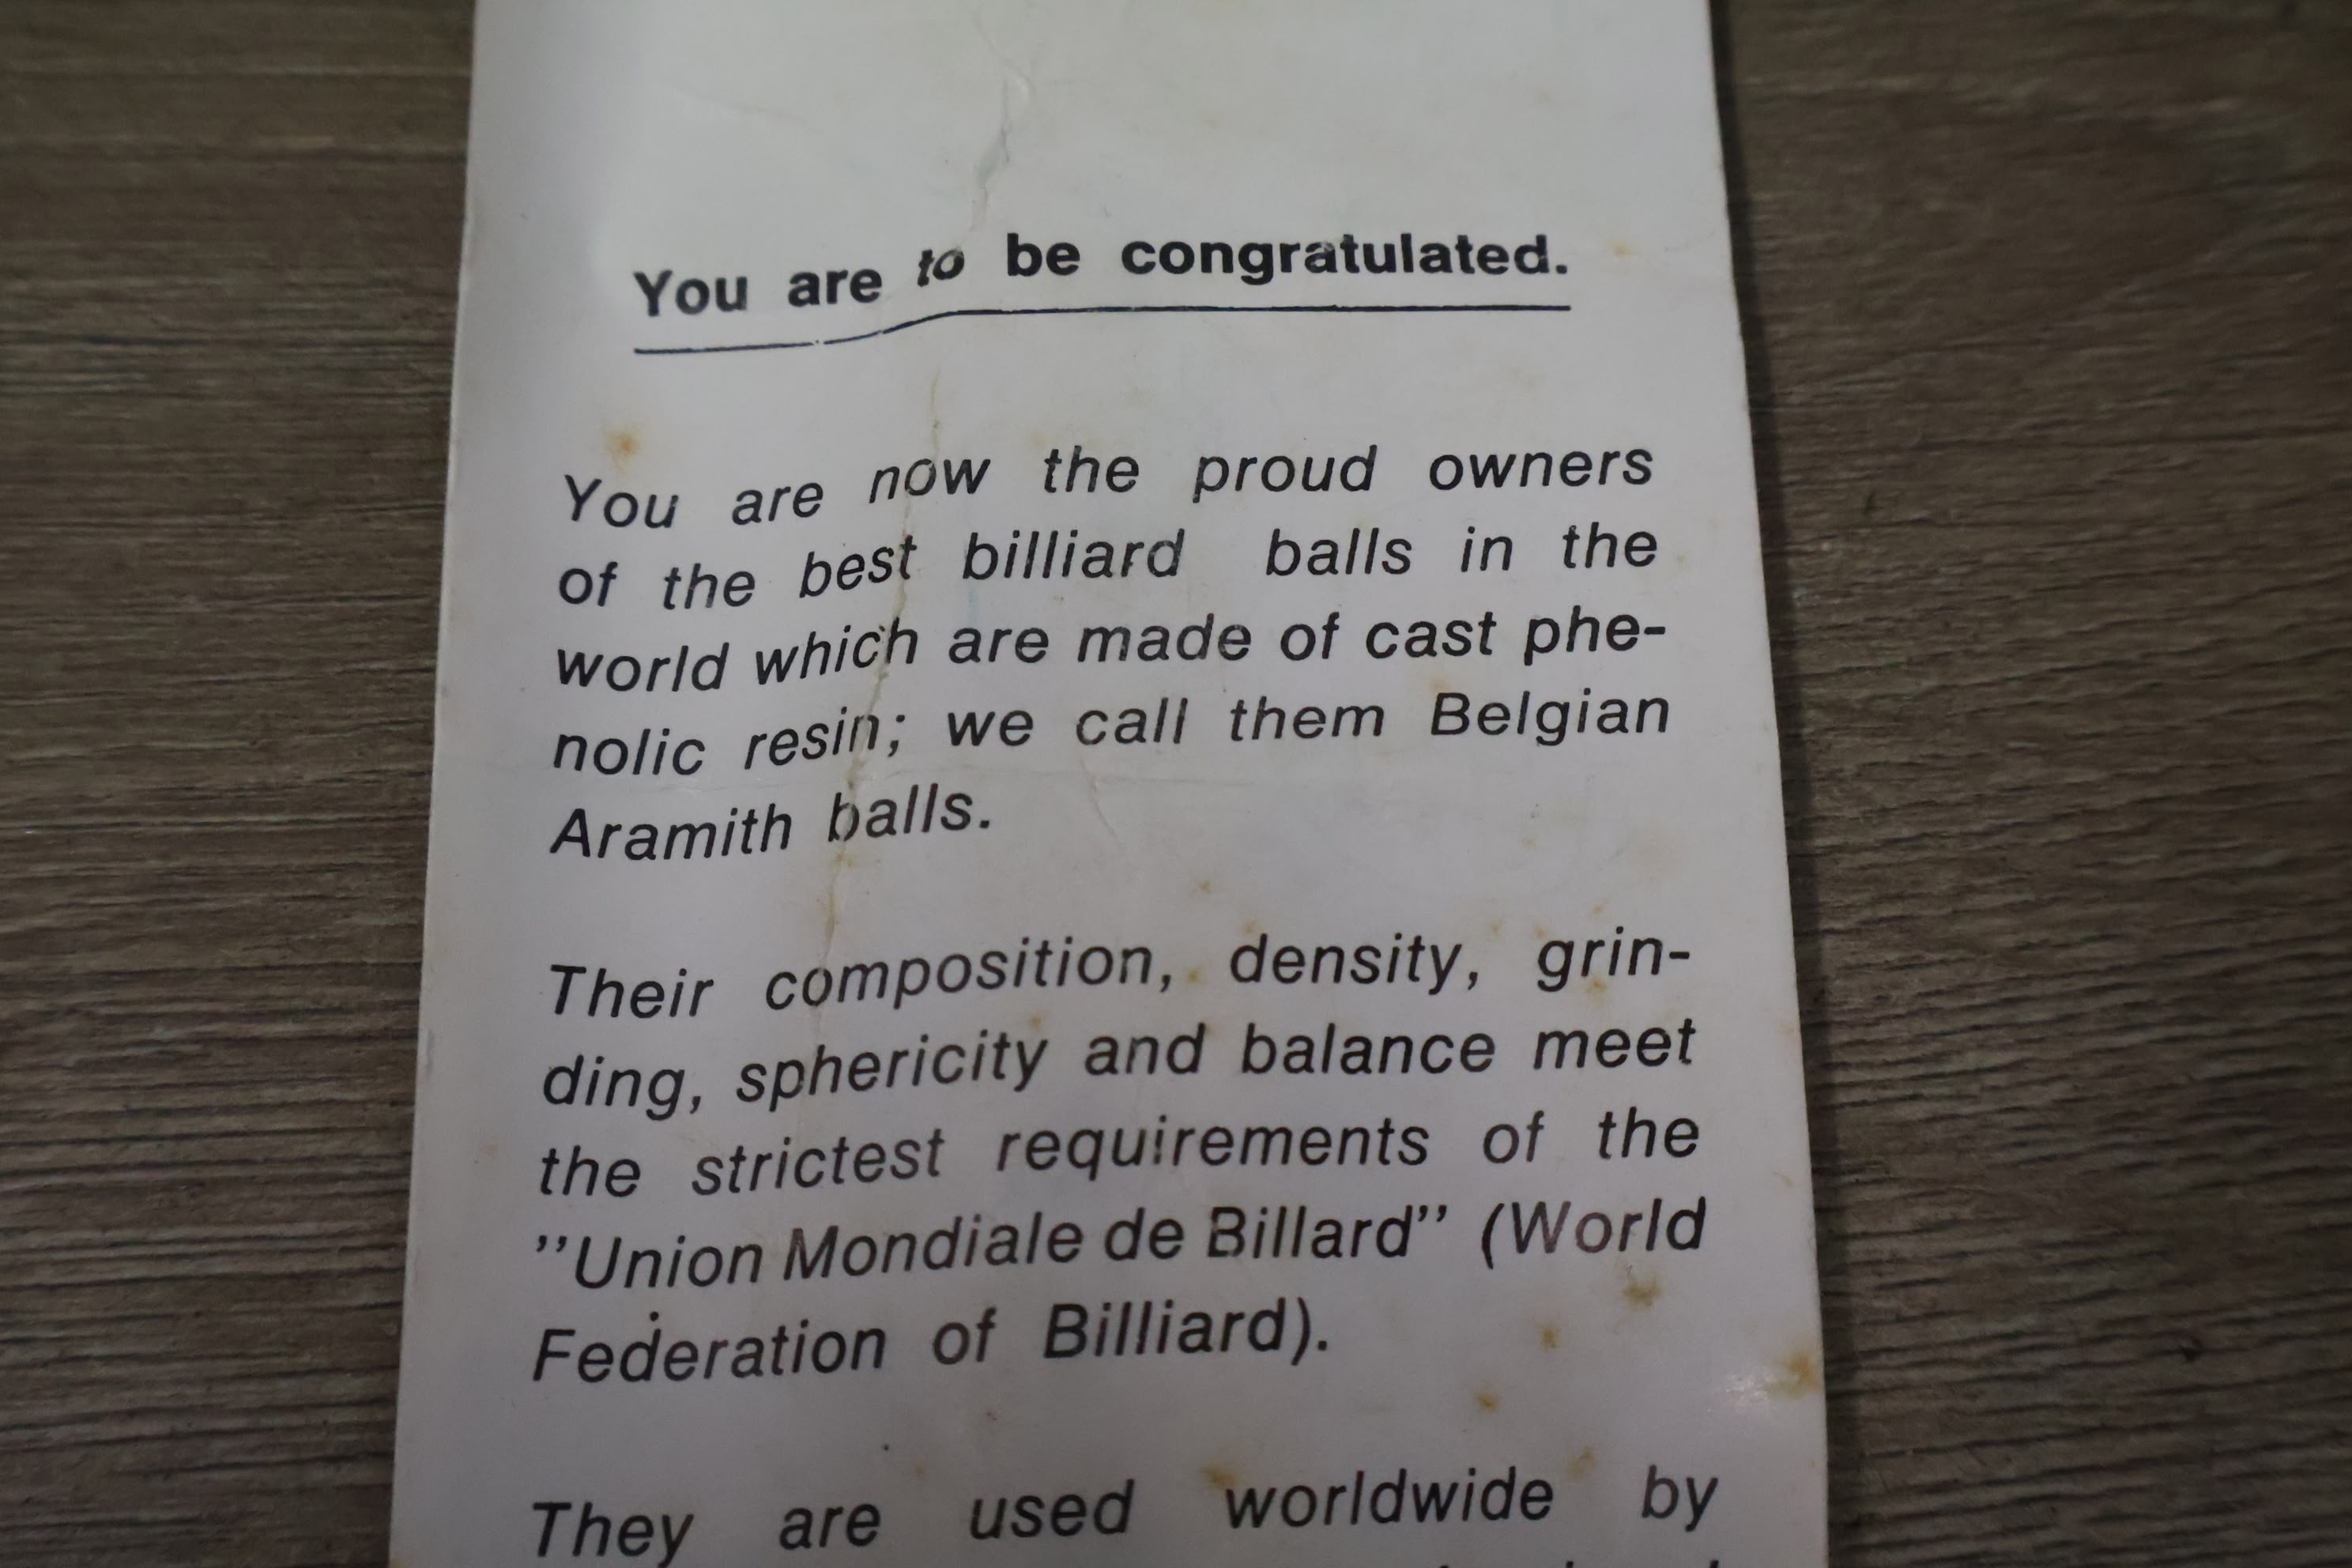 You are to be congratulated.
You are now the proud owners
of the best billiard balls in the
world which are made of cast phe-
nolic resin; we call them Belgian
Aramith balls.
Their composition, density, grin-
ding, sphericity and balance meet
the strictest requirements of the
''Union Mondiale de Billard'' (World
Federation of Billiard).
They are used worldwide by